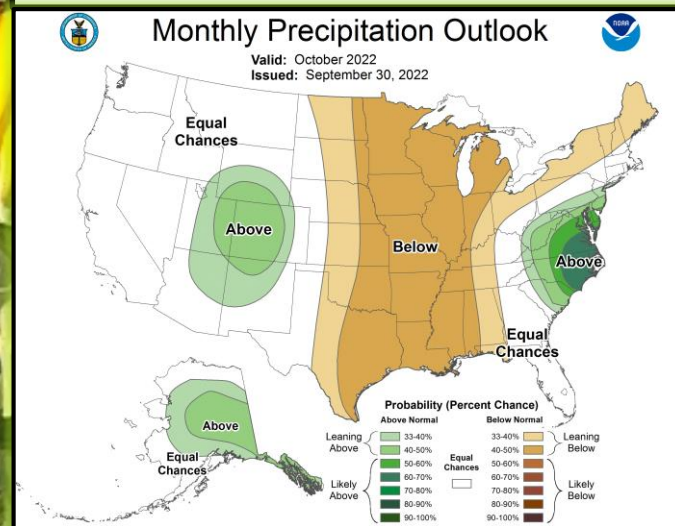 Monthly Precipitation Outlook
NOAA
Valid: October 2022
Issued: September 30, 2022
Equal
Chances
Above
Below
Above
Equal
Chances
Above
Equal
Chances
Probability (Percent Chance)
Above Normal
Below Normal
Leaning
Above
33-40%
40-50%
50-60%
60-70%
70-80%
80-90%
90-100%
Likely
Above
Equal
Chances
33-40%
40-50%
50-60%
60-70%
70-80%
80-90%
90-100%
Leaning
Below
Likely
Below